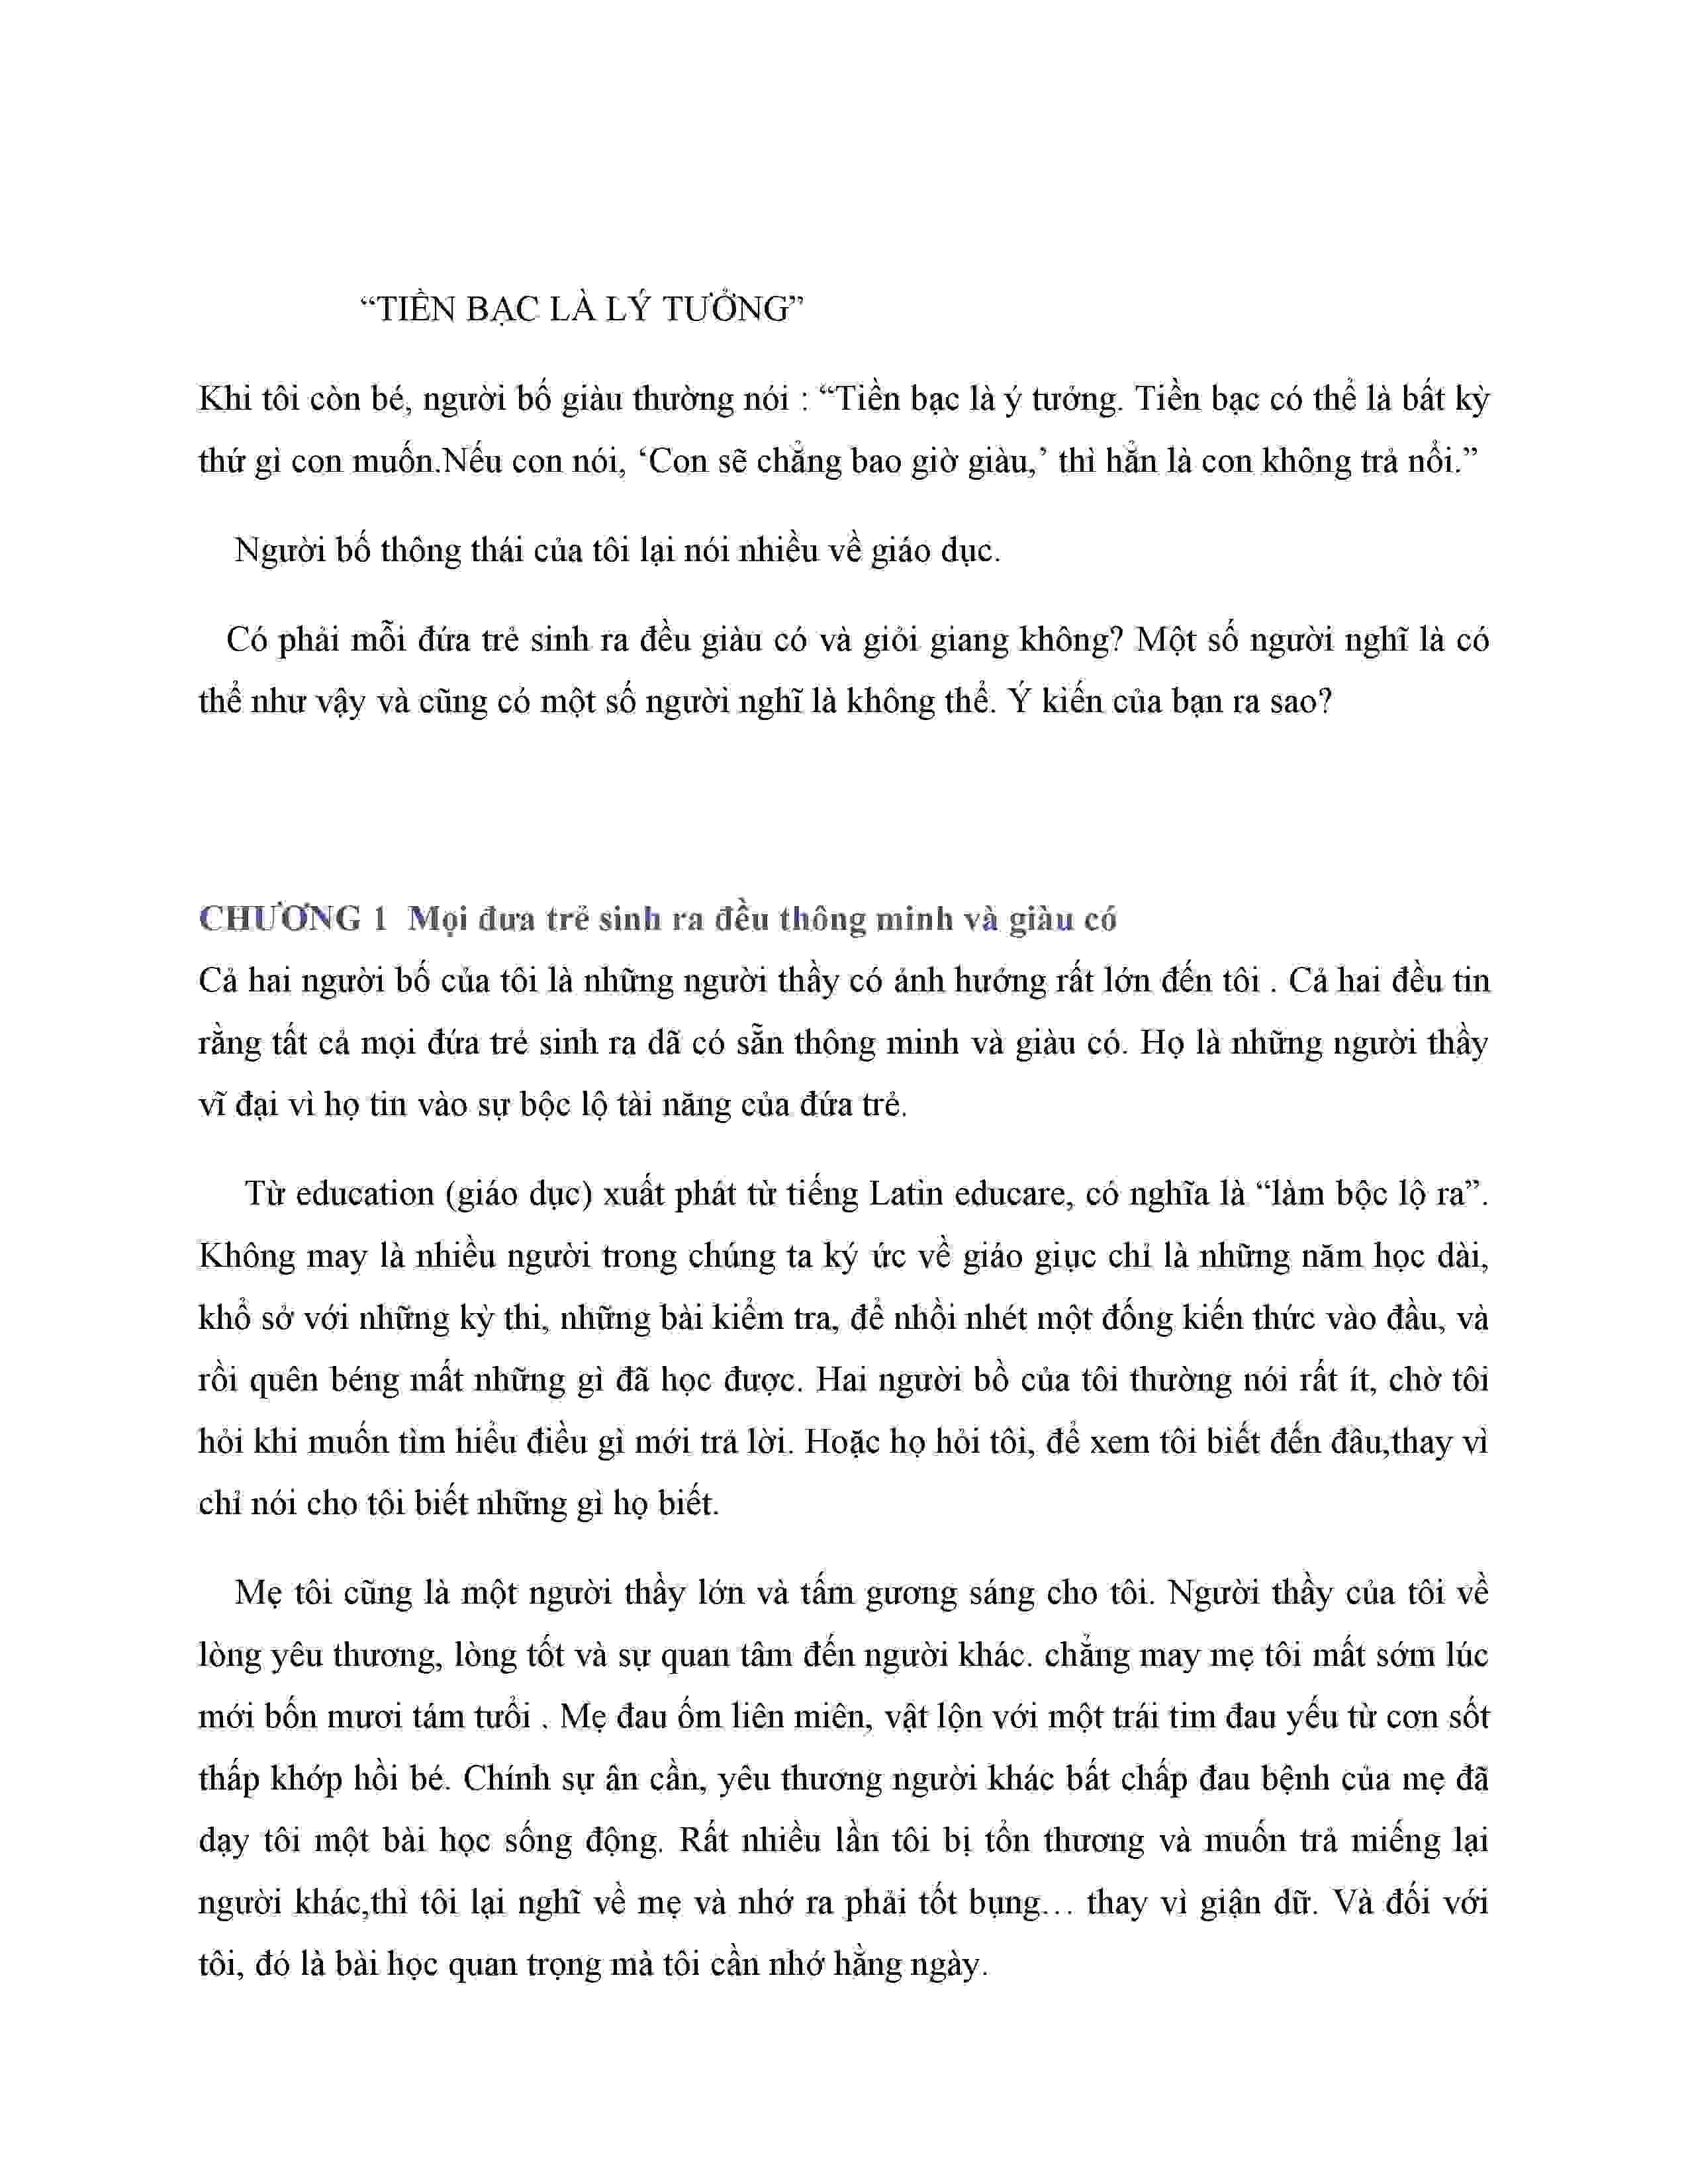 “TIỀN BẠC LÀ LÝ TƯỞNG”
Khi tôi còn bé, người bố giàu thường nói : “Tiền bạc là ý tưởng. Tiền bạc có thể là bất kỳ
thứ gì con muốn.Nếu con nói, ‘Con sẽ chẳng bao giờ giàu,’ thì hẳn là con không trả nổi.”
Người bố thông thái của tôi lại nói nhiều về giáo dục.
Có phải mỗi đứa trẻ sinh ra đều giàu có và giỏi giang không? Một số người nghĩ là có
thể như vậy và cũng có một số người nghĩ là không thể. Ý kiến của bạn ra sao?
CHƯƠNG 1 Mọi đưa trẻ sinh ra đều thông minh và giàu có
Cả hai người bố của tôi là những người thầy có ảnh hưởng rất lớn đến tôi . Cả hai đều tin
rằng tất cả mọi đứa trẻ sinh ra dã có sẵn thông minh và giàu có. Họ là những người thầy
vĩ đại vì họ tin vào sự bộc lộ tài năng của đứa trẻ.
Từ education (giáo dục) xuất phát từ tiếng Latin educare, có nghĩa là “làm bộc lộ ra”.
Không may là nhiều người trong chúng ta ký ức về giáo giục chỉ là những năm học dài,
khổ sở với những kỳ thi, những bài kiểm tra, để nhồi nhét một đống kiến thức vào đầu, và
rồi quên béng mất những gì đã học được. Hai người bồ của tôi thường nói rất ít, chờ tôi
hỏi khi muốn tìm hiểu điều gì mới trả lời. Hoặc họ hỏi tôi, để xem tôi biết đến đâu,thay vì
chỉ nói cho tôi biết những gì họ biết.
Mẹ tôi cũng là một người thầy lớn và tấm gương sáng cho tôi. Người thầy của tôi về
lòng yêu thương, lòng tốt và sự quan tâm đến người khác. chẳng may mẹ tôi mất sớm lúc
mới bốn mươi tám tuổi . Mẹ đau ốm liên miên, vật lộn với một trái tim đau yếu từ cơn sốt
thấp khớp hồi bé. Chính sự ân cần, yêu thương người khác bất chấp đau bệnh của mẹ đã
dạy tôi một bài học sống động. Rất nhiều lần tôi bị tổn thương và muốn trả miếng lại
người khác,thì tôi lại nghĩ về mẹ và nhớ ra phải tốt bụng… thay vì giận dữ. Và đối với
tôi, đó là bài học quan trọng mà tôi cần nhớ hằng ngày.